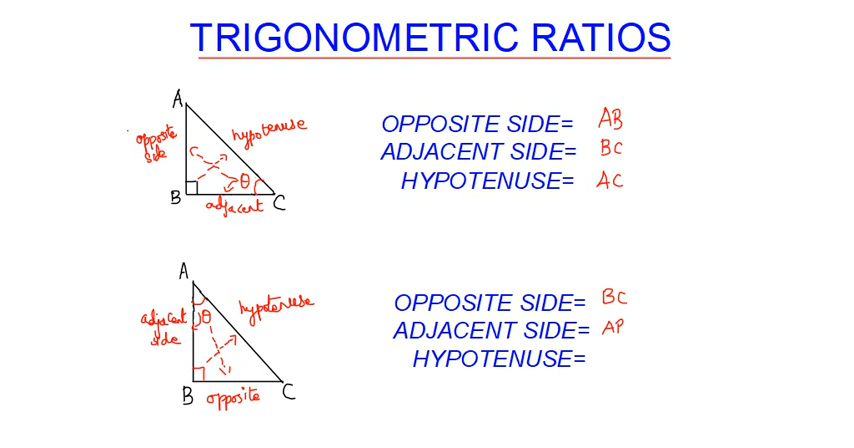 TRIGONOMETRIC RATIOS
A
opposite
side
hypotenuse
θ
B
adjacent
C
OPPOSITE SIDE= AB
ADJACENT SIDE= BC
HYPOTENUSE= AC
A
adjacent
side
θ
hypotenuse
B
opposite
C
OPPOSITE SIDE= BC
ADJACENT SIDE= AP
HYPOTENUSE=